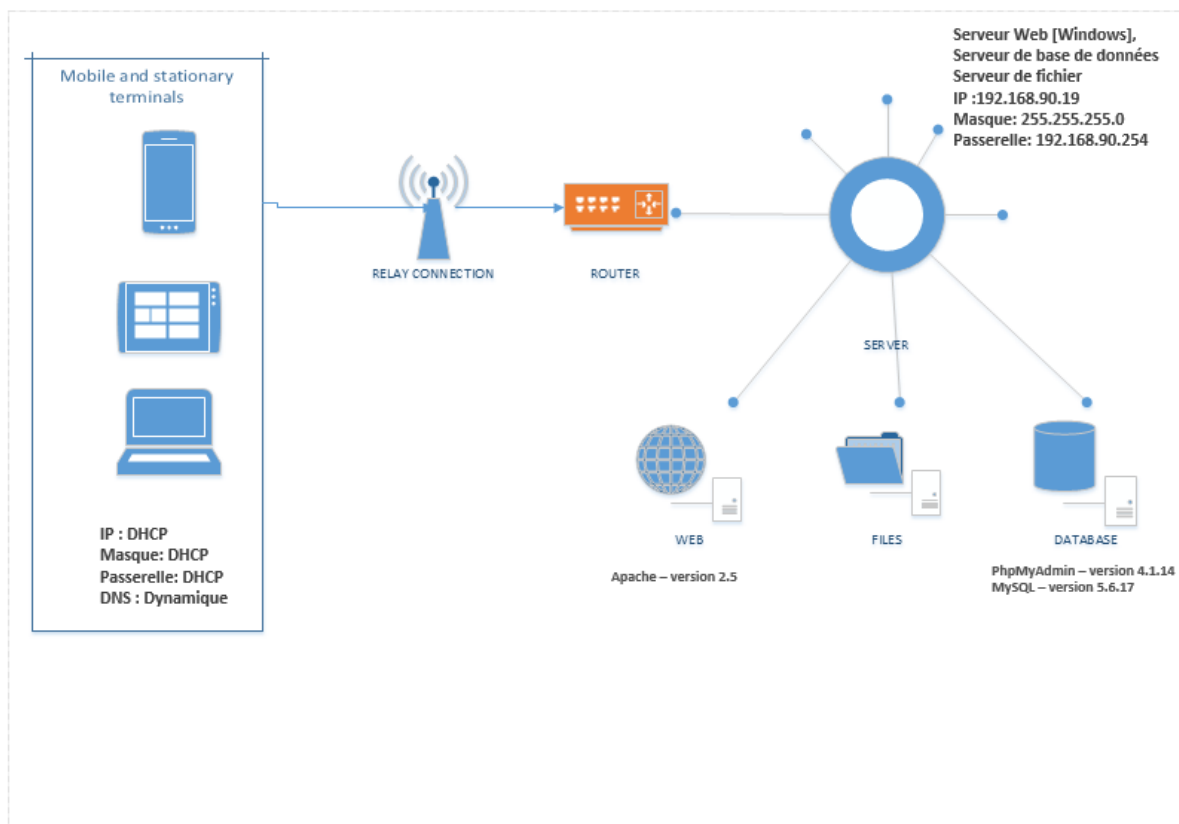 Serveur Web [Windows],
Serveur de base de données
Serveur de fichier
IP :192.168.90.19
Masque: 255.255.255.0
Passerelle: 192.168.90.254
Mobile and stationary
terminals
RELAY CONNECTION
ROUTER
SERVER
IP : DHCP
Masque: DHCP
Passerelle: DHCP
DNS : Dynamique
WEB
FILES
DATABASE
Apache – version 2.5
PhpMyAdmin – version 4.1.14
MySQL – version 5.6.17